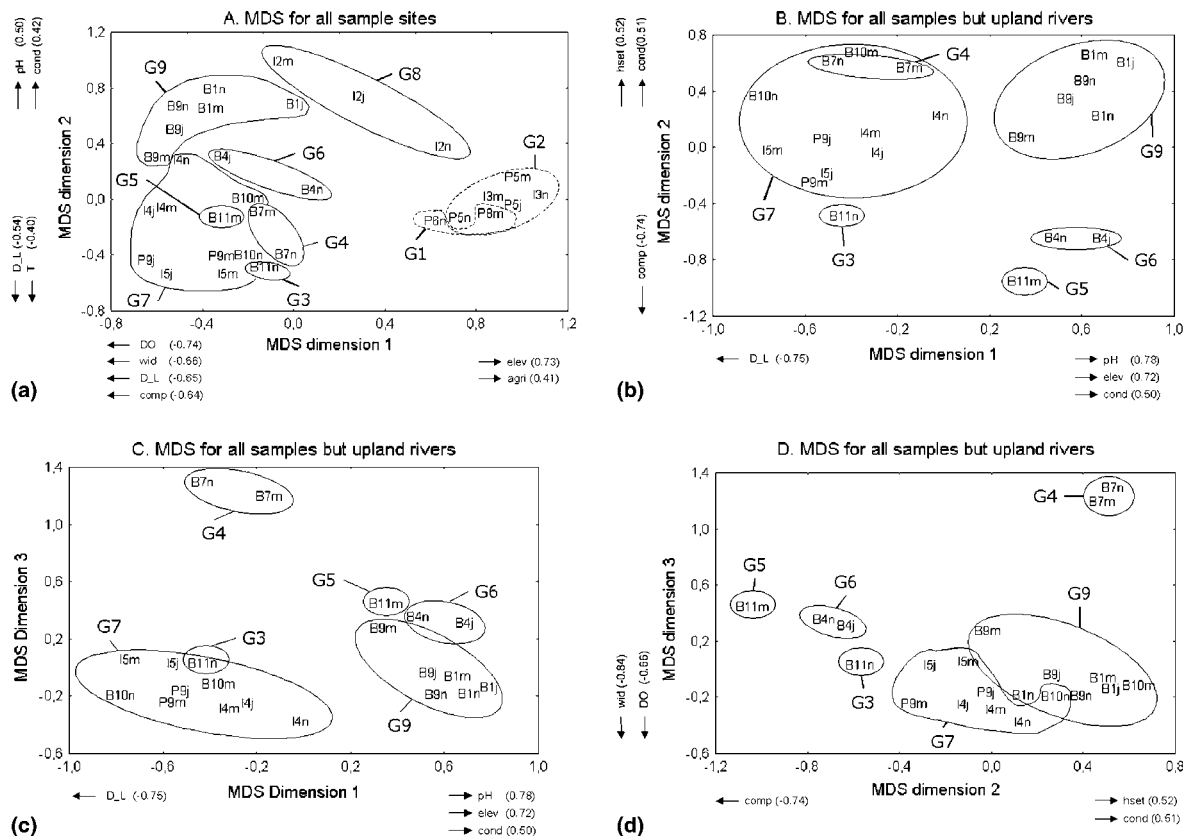 A. MDS for all sample sites
pH (0.50)
cond (0.42)
D_L (-0.54)
T (-0.40)
MDS dimension 2
1,2
0,8
0,4
0,0
-0,4
-0,8
I2m
G8
G9
B1n
B9n
B1m
B1j
I2j
B9j
B9m
I4n
B4j
G6
I2n
G2
G5
B10m
B4n
P5m
I3m
I3n
I4j
I4m
B11m
B7m
P6n
P5n
P6m
P5j
G4
G1
P9j
P9m
B10n
B7n
I5j
I5m
B11n
G7
G3
-0,8
-0,4
0,0
0,4
0,8
1,2
MDS dimension 1
DO (-0.74)
wid (-0.66)
D_L (-0.65)
comp (-0.64)
elev (0.73)
agri (0.41)
(a)
B. MDS for all samples but upland rivers
hset (0.52)
cond (0.51)
comp (-0.74)
MDS dimension 2
0,8
0,4
0,0
-0,4
-0,8
-1,2
B10m
G4
B7n
B7m
B1m
B1j
B10n
B9n
B9j
I4n
B1n
P9j
I4m
B9m
I5m
I4j
G9
I5j
P9m
G7
B11n
G3
B4n
B4j
G6
B11m
G5
-1,0
-0,6
-0,2
0,2
0,6
1,0
MDS dimension 1
D_L (-0.75)
pH (0.78)
elev (0.72)
cond (0.50)
(b)
C. MDS for all samples but upland rivers
MDS Dimension 3
1,4
1,0
0,6
0,2
-0,2
-0,6
B7n
B7m
G4
G5
G6
B11m
B4n
B4j
G7
G3
B9m
I5m
I5j
B11n
B10n
P9j
B10m
B9j
B1m
P9m
I4m
I4j
B9n
B1n
B1j
I4n
G9
-1,0
-0,6
-0,2
0,2
0,6
1,0
MDS Dimension 1
D_L (-0.75)
pH (0.78)
elev (0.72)
cond (0.50)
(c)
D. MDS for all samples but upland rivers
wid (-0.84)
DO (-0.66)
MDS dimension 3
1,4
1,0
0,6
0,2
-0,2
-0,6
B7n
G4
B7m
G5
G6
B11m
B4n
B4j
G9
B9m
B11n
I5j
I5m
G3
B9j
B1m
P9j
B1n
B10n
B9n
B1j
B10m
P9m
I4j
I4m
I4n
G7
-1,2
-0,8
-0,4
0,0
0,4
0,8
MDS dimension 2
comp (-0.74)
hset (0.52)
cond (0.51)
(d)